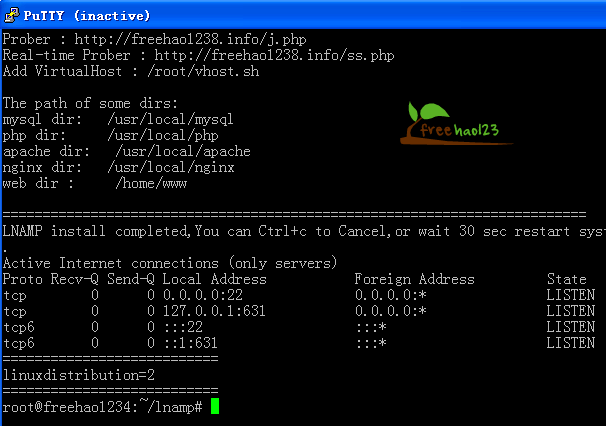 PuTTY (inactive)
Prober : http://freehao1238.info/j.php
Real-time Prober : http://freehao1238.info/ss.php
Add VirtualHost : /root/vhost.sh
The path of some dirs:
mysql dir:   /usr/local/mysql
php dir:     /usr/local/php
apache dir:   /usr/local/apache
nginx dir:   /usr/local/nginx
web dir :     /home/www
freehao123
========================================================================
LNAMP install completed,You can Ctrl+c to Cancel,or wait 30 sec restart sys
.
Active Internet connections (only servers)
Proto Recv-Q Send-Q Local Address           Foreign Address         State
tcp        0      0 0.0.0.0:22              0.0.0.0:*               LISTEN
tcp        0      0 127.0.0.1:631           0.0.0.0:*               LISTEN
tcp6       0      0 :::22                   :::*                    LISTEN
tcp6       0      0 ::1:631                 :::*                    LISTEN
===========================
linuxdistribution=2
===========================
root@freehao1234:~/lnamp#